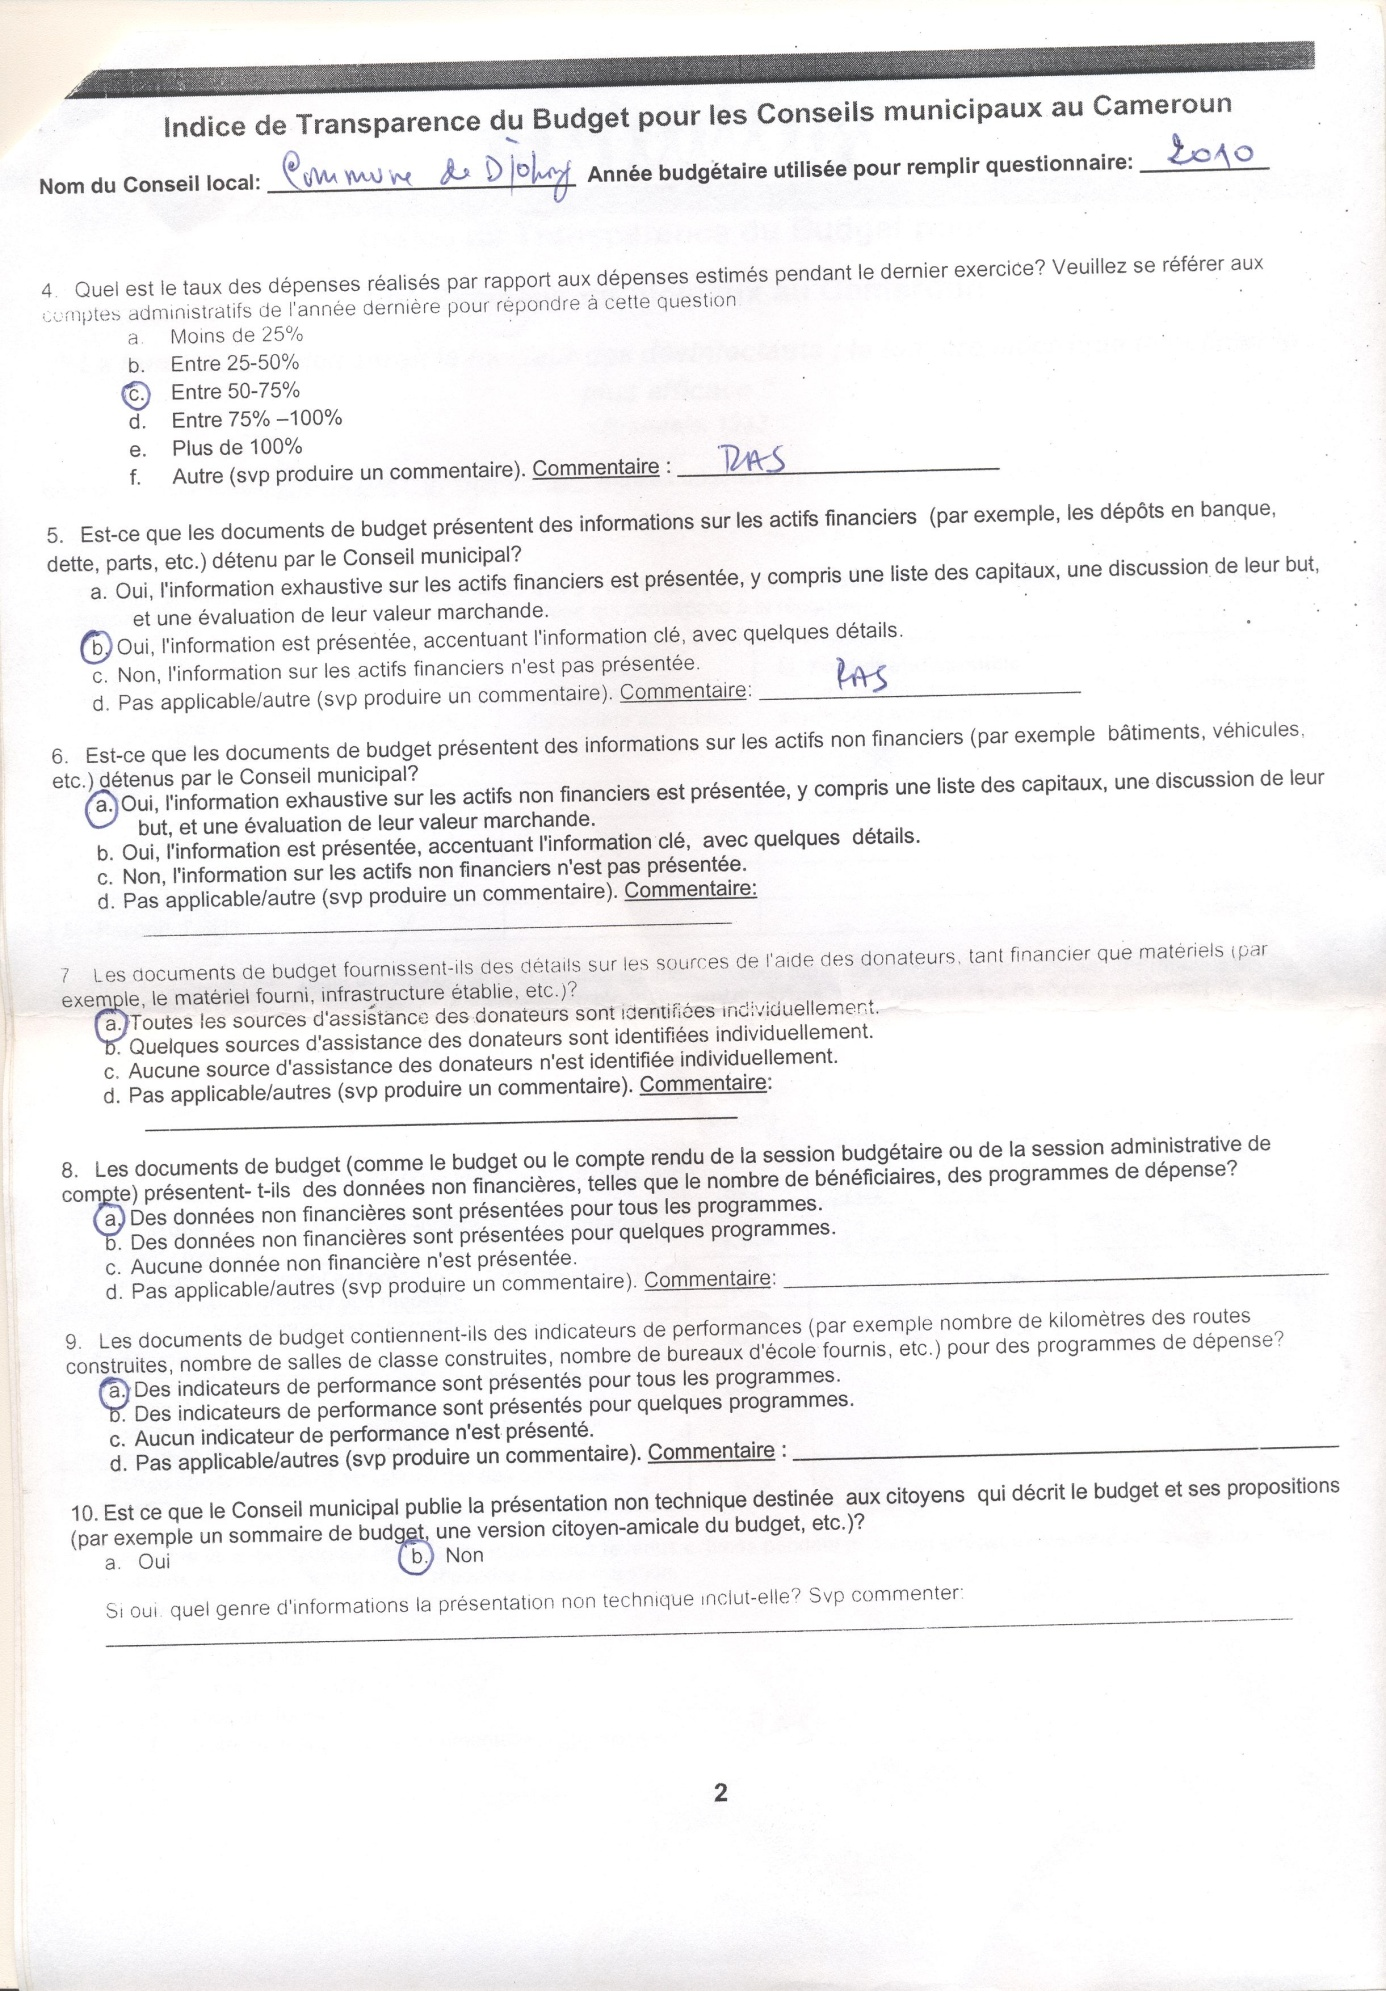 Indice de Transparence du Budget pour les Conseils municipaux au Cameroun
Nom du Conseil local: Commune de Djohong Année budgétaire utilisée pour remplir questionnaire: 2010
4. Quel est le taux des dépenses réalisés par rapport aux dépenses estimés pendant le dernier exercice? Veuillez se référer aux
comptes administratifs de l'année dernière pour répondre à cette question
a. Moins de 25%
b. Entre 25-50%
c. Entre 50-75%
d. Entre 75% –100%
e. Plus de 100%
f. Autre (svp produire un commentaire). Commentaire : RAS
5. Est-ce que les documents de budget présentent des informations sur les actifs financiers (par exemple, les dépôts en banque,
dette, parts, etc.) détenu par le Conseil municipal?
a. Oui, l'information exhaustive sur les actifs financiers est présentée, y compris une liste des capitaux, une discussion de leur but,
et une évaluation de leur valeur marchande.
b. Oui, l'information est présentée, accentuant l'information clé, avec quelques détails.
c. Non, l'information sur les actifs financiers n'est pas présentée.
d. Pas applicable/autre (svp produire un commentaire). Commentaire: RAS
6. Est-ce que les documents de budget présentent des informations sur les actifs non financiers (par exemple bâtiments, véhicules,
etc.) détenus par le Conseil municipal?
a. Oui, l'information exhaustive sur les actifs non financiers est présentée, y compris une liste des capitaux, une discussion de leur
but, et une évaluation de leur valeur marchande.
b. Oui, l'information est présentée, accentuant l'information clé, avec quelques détails.
c. Non, l'information sur les actifs non financiers n'est pas présentée.
d. Pas applicable/autre (svp produire un commentaire). Commentaire:
7 Les documents de budget fournissent-ils des détails sur les sources de l'aide des donateurs, tant financier que matériels (par
exemple, le matériel fourni, infrastructure établie, etc.)?
a. Toutes les sources d'assistance des donateurs sont identifiées individuellement.
b. Quelques sources d'assistance des donateurs sont identifiées individuellement.
c. Aucune source d'assistance des donateurs n'est identifiée individuellement.
d. Pas applicable/autres (svp produire un commentaire). Commentaire:
8. Les documents de budget (comme le budget ou le compte rendu de la session budgétaire ou de la session administrative de
compte) présentent- t-ils des données non financières, telles que le nombre de bénéficiaires, des programmes de dépense?
a. Des données non financières sont présentées pour tous les programmes.
b. Des données non financières sont présentées pour quelques programmes.
c. Aucune donnée non financière n'est présentée.
d. Pas applicable/autres (svp produire un commentaire). Commentaire:
9. Les documents de budget contiennent-ils des indicateurs de performances (par exemple nombre de kilomètres des routes
construites, nombre de salles de classe construites, nombre de bureaux d'école fournis, etc.) pour des programmes de dépense?
a. Des indicateurs de performance sont présentés pour tous les programmes.
b. Des indicateurs de performance sont présentés pour quelques programmes.
c. Aucun indicateur de performance n'est présenté.
d. Pas applicable/autres (svp produire un commentaire). Commentaire :
10. Est ce que le Conseil municipal publie la présentation non technique destinée aux citoyens qui décrit le budget et ses propositions
(par exemple un sommaire de budget, une version citoyen-amicale du budget, etc.)?
a. Oui b. Non
Si oui, quel genre d'informations la présentation non technique inclut-elle? Svp commenter:
2